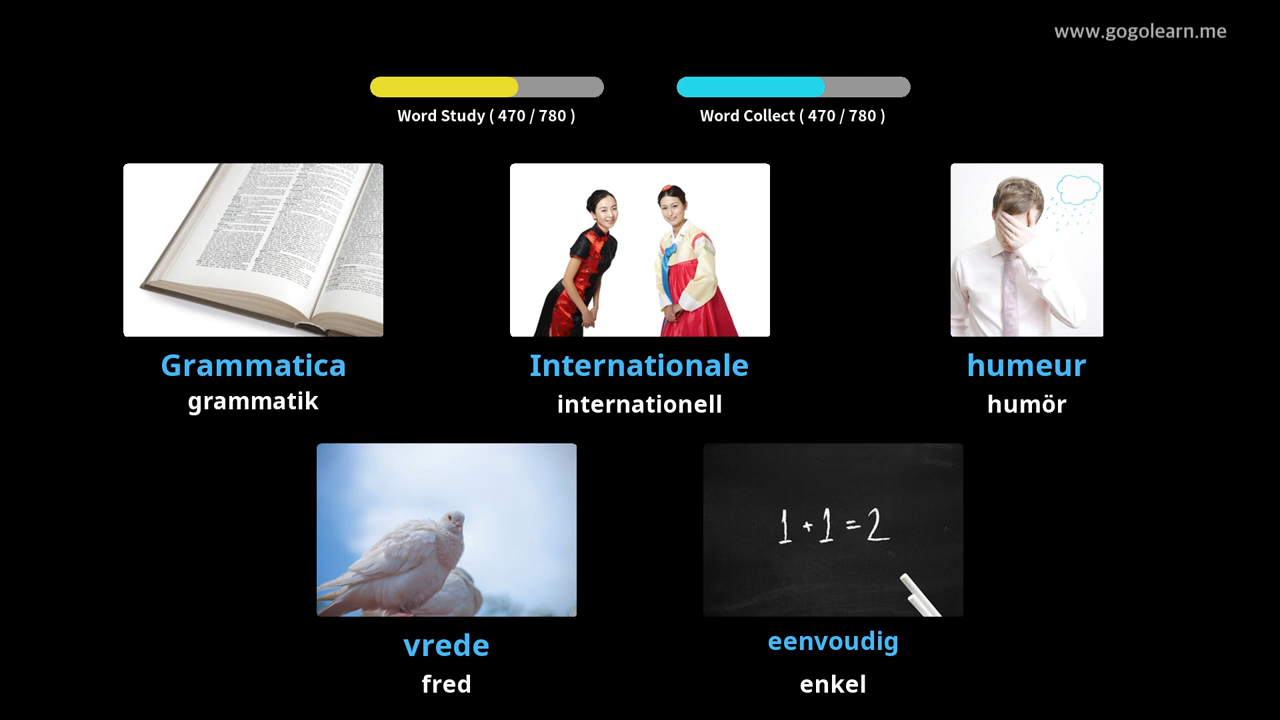 www.gogolearn.me
Word Study ( 470 / 780 )
Word Collect ( 470 / 780 )
Grammatica
grammatik
Internationale
internationell
humeur
humör
1 + 1 = 2
vrede
fred
eenvoudig
enkel